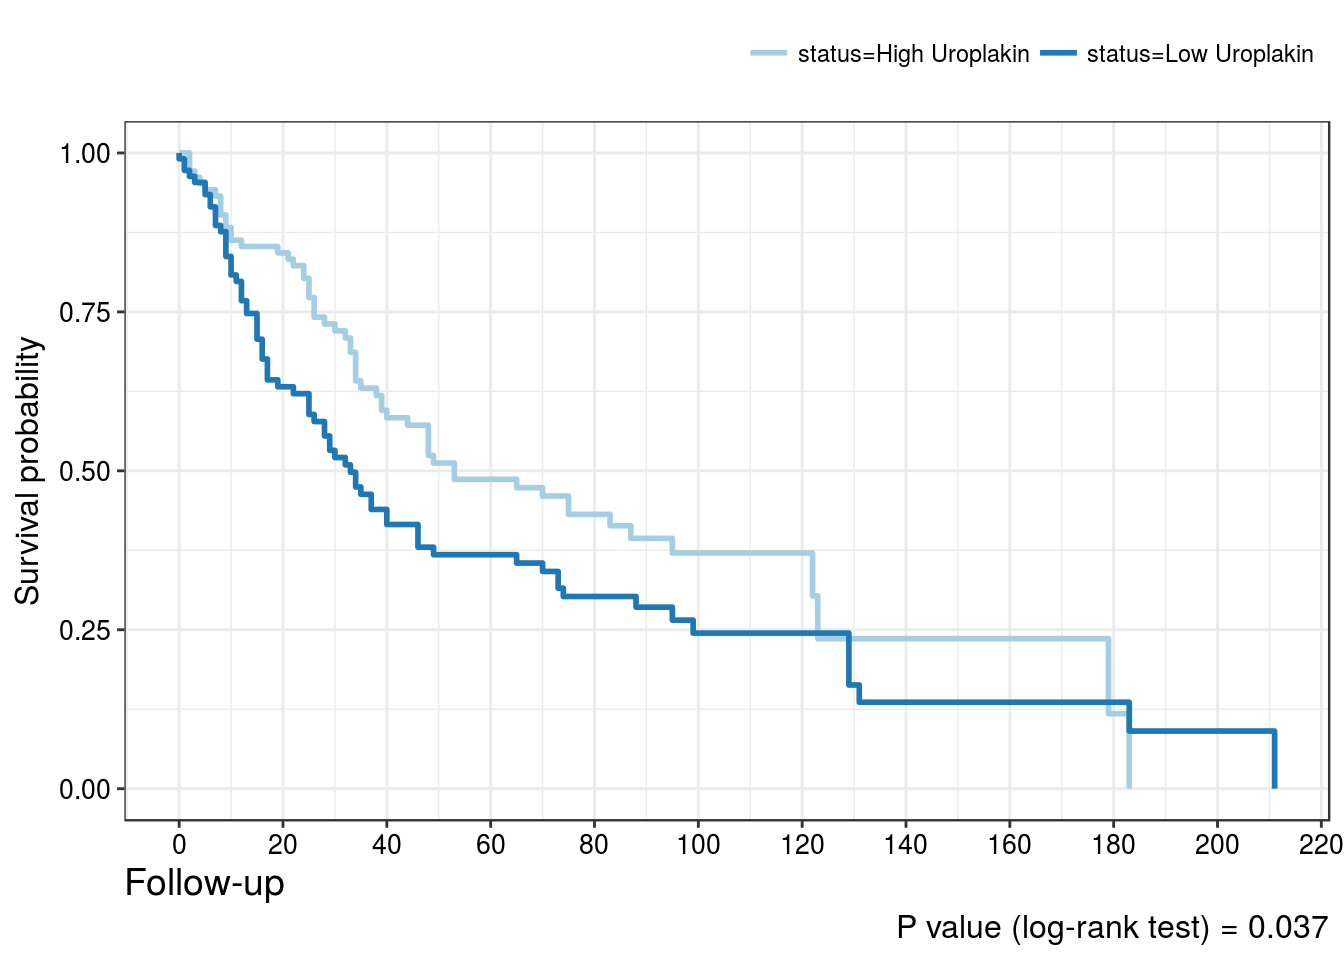 status=High Uroplakin status=Low Uroplakin
Survival probability
1.00
0.75
0.50
0.25
0.00
0 20 40 60 80 100 120 140 160 180 200 220
Follow-up
P value (log-rank test) = 0.037